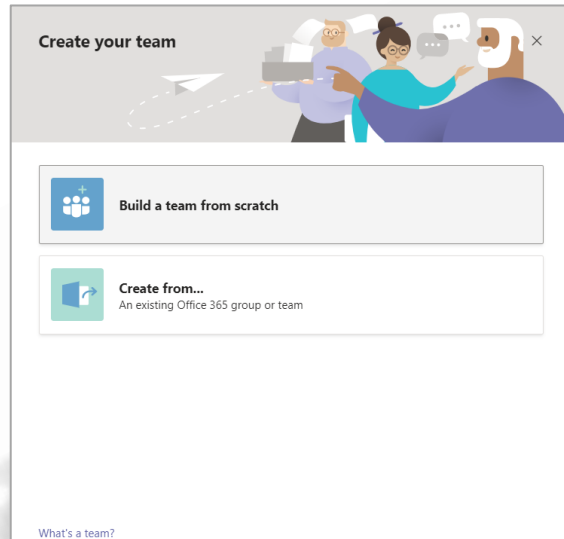 Create your team
Build a team from scratch
Create from...
An existing Office 365 group or team
What's a team?